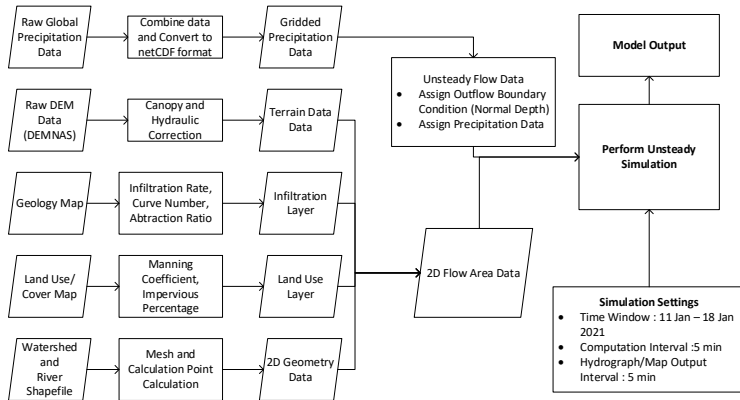 Raw Global
Precipitation
Data
Combine data
and Convert to
netCDF format
Gridded
Precipitation
Data
Unsteady Flow Data
• Assign Outflow Boundary
Condition (Normal Depth)
• Assign Precipitation Data
Model Output
Raw DEM
Data
(DEMNAS)
Canopy and
Hydraulic
Correction
Terrain Data
Data
Perform Unsteady
Simulation
Geology Map
Infiltration Rate,
Curve Number,
Abtraction Ratio
Infiltration
Layer
2D Flow Area Data
Land Use/
Cover Map
Manning
Coefficient,
Impervious
Percentage
Land Use
Layer
Simulation Settings
• Time Window : 11 Jan – 18 Jan
2021
• Computation Interval :5 min
• Hydrograph/Map Output
Interval : 5 min
Watershed
and
River
Shapefile
Mesh and
Calculation Point
Calculation
2D Geometry
Data